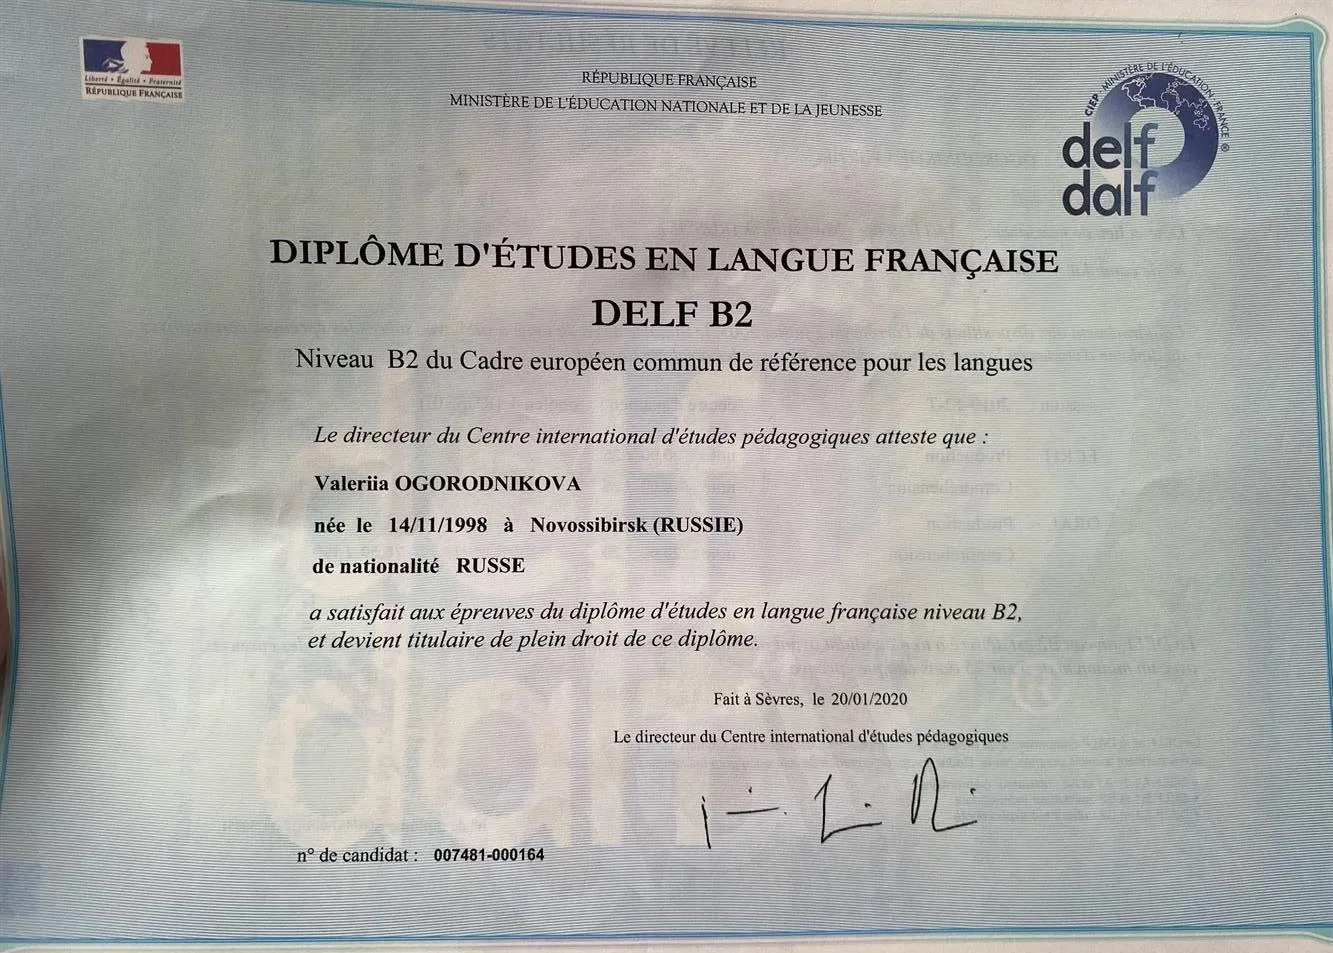 Liberté • Égalité • Fraternité
RÉPUBLIQUE FRANÇAISE
RÉPUBLIQUE FRANÇAISE
MINISTÈRE DE L'ÉDUCATION NATIONALE ET DE LA JEUNESSE
CIEP - MINISTÈRE DE L'ÉDUCATION, FRANCE ®
delf
dalf
DIPLÔME D'ÉTUDES EN LANGUE FRANÇAISE
DELF B2
Niveau B2 du Cadre européen commun de référence pour les langues
Le directeur du Centre international d'études pédagogiques atteste que :
Valeriia OGORODNIKOVA
née le 14/11/1998 à Novossibirsk (RUSSIE)
de nationalité RUSSE
a satisfait aux épreuves du diplôme d'études en langue française niveau B2,
et devient titulaire de plein droit de ce diplôme.
Fait à Sèvres, le 20/01/2020
Le directeur du Centre international d'études pédagogiques
n° de candidat : 007481-000164